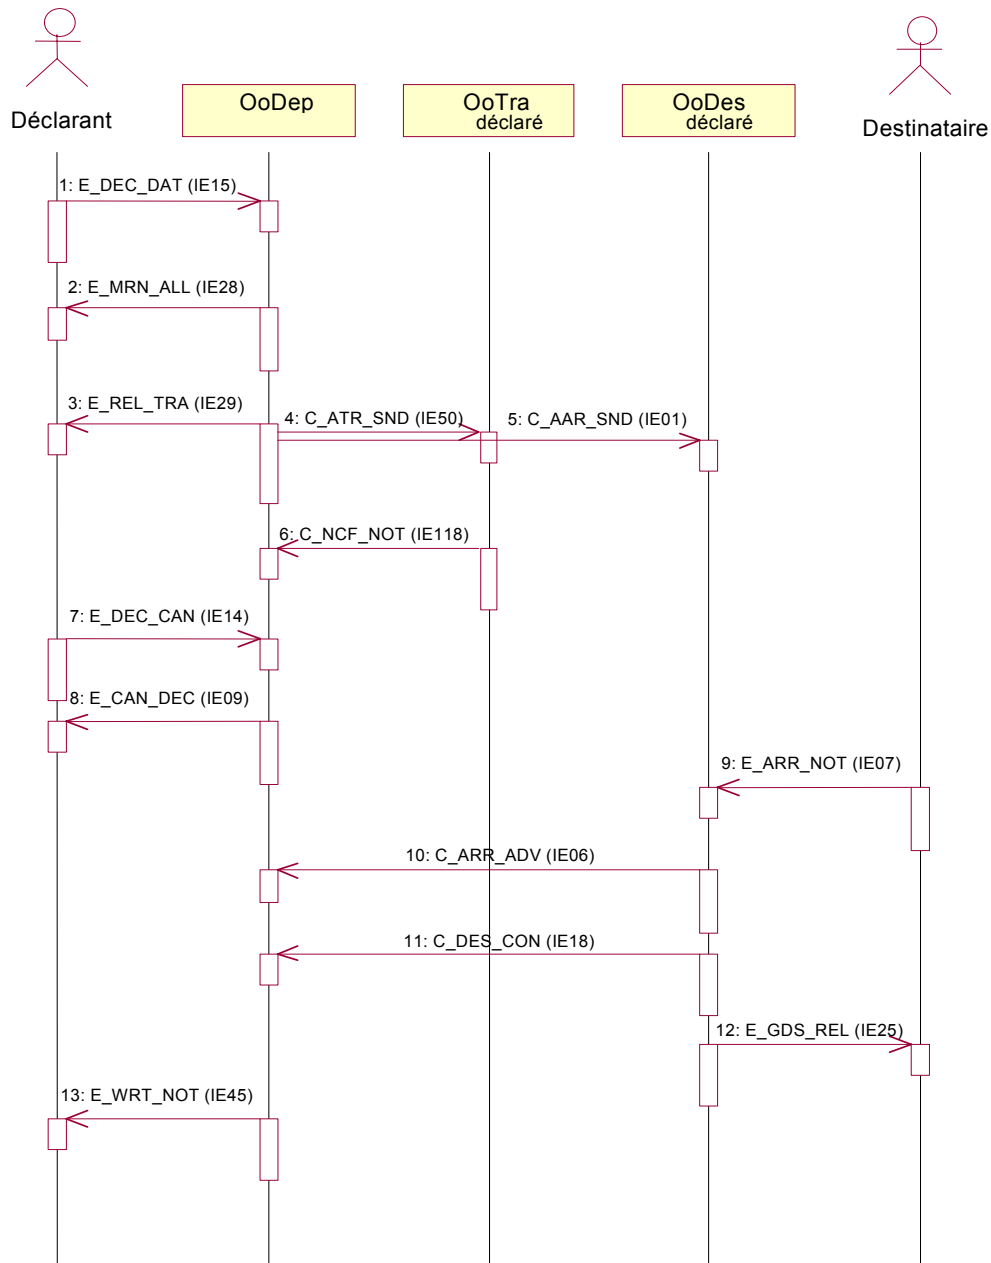 Déclarant
OoDep
OoTra
déclaré
OoDes
déclaré
Destinataire
1: E_DEC_DAT (IE15)
2: E_MRN_ALL (IE28)
3: E_REL_TRA (IE29)
4: C_ATR_SND (IE50)
5: C_AAR_SND (IE01)
6: C_NCF_NOT (IE118)
7: E_DEC_CAN (IE14)
8: E_CAN_DEC (IE09)
9: E_ARR_NOT (IE07)
10: C_ARR_ADV (IE06)
11: C_DES_CON (IE18)
12: E_GDS_REL (IE25)
13: E_WRT_NOT (IE45)